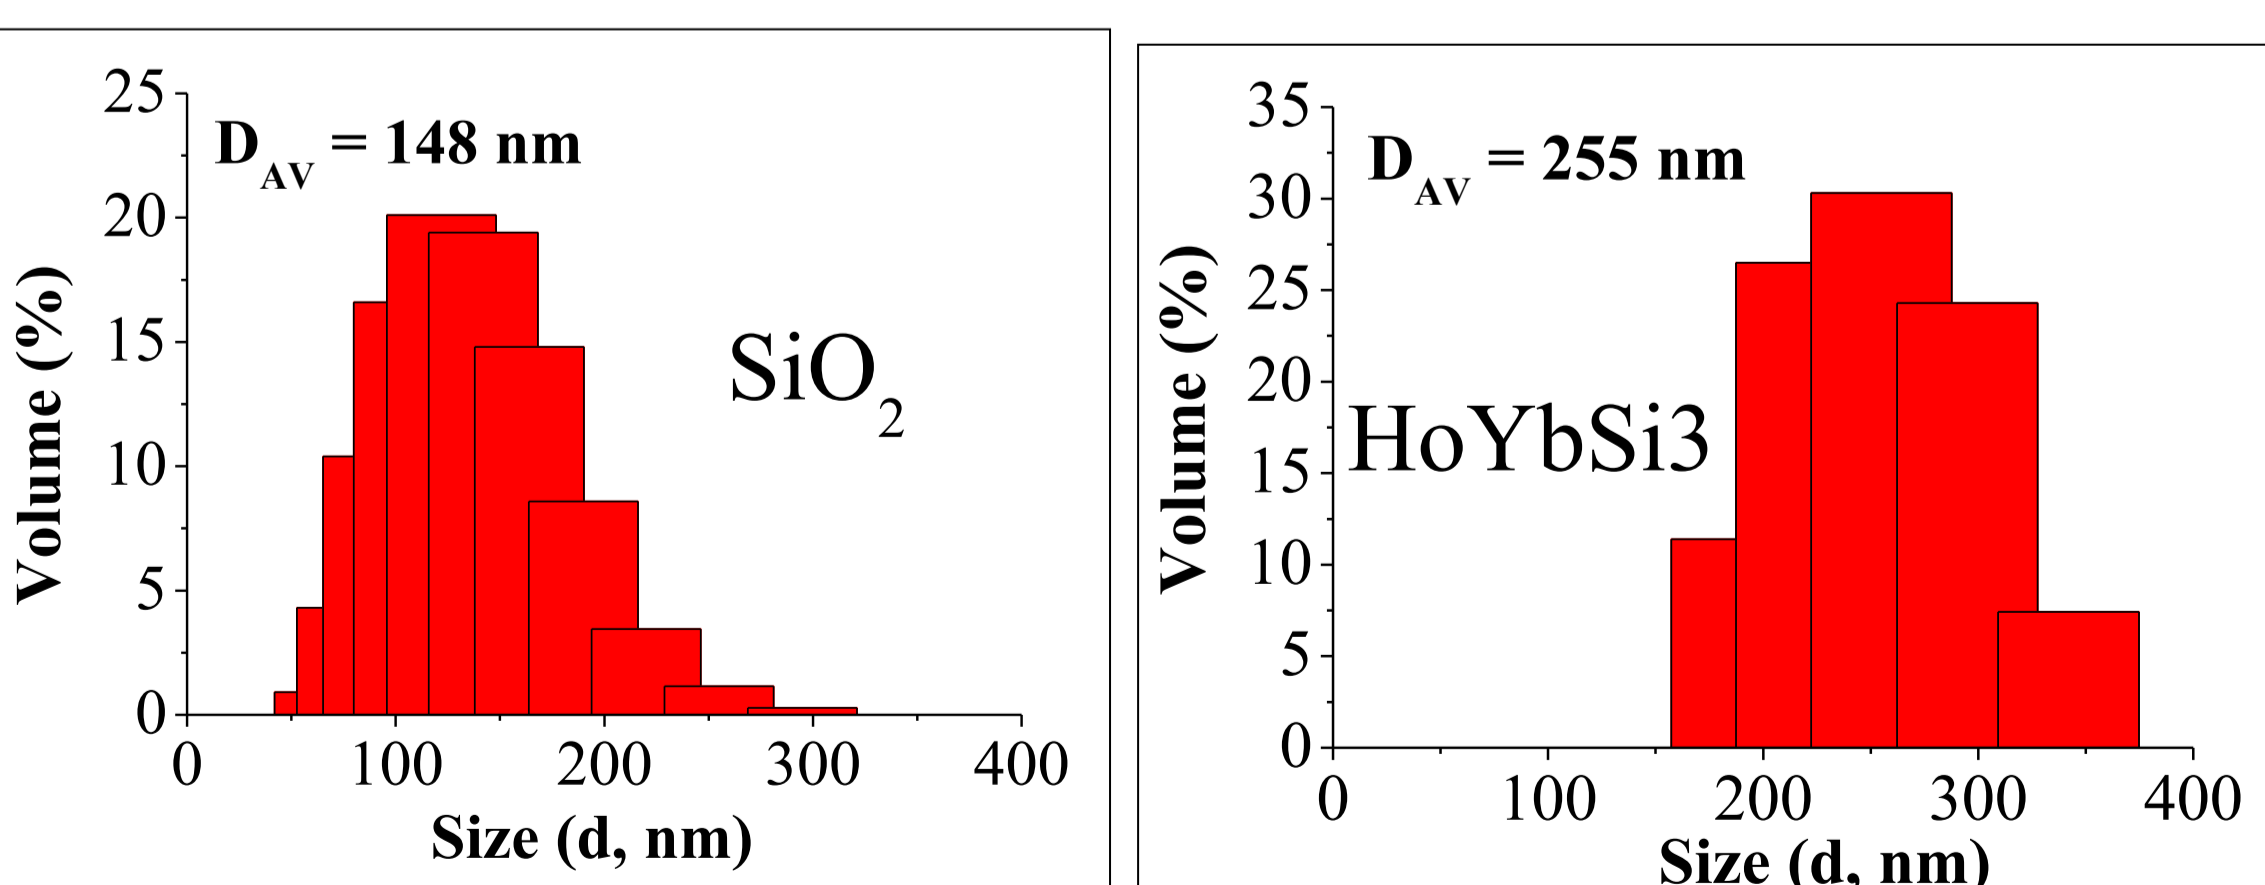 25
D_AV = 148 nm
20
15
SiO₂
10
5
0
0 100 200 300 400
Volume (%)
Size (d, nm)
35
D_AV = 255 nm
30
25
20
HoYbSi3
15
10
5
0
0 100 200 300 400
Volume (%)
Size (d, nm)